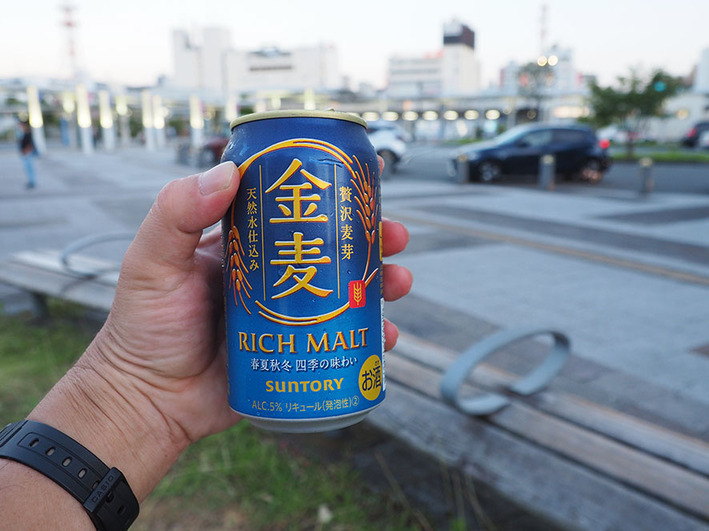 金麦
贅沢麦芽
天然水仕込み
RICH MALT
春夏秋冬 四季の味わい
SUNTORY
お酒
ALC.5% リキュール(発泡性)②
CASIO